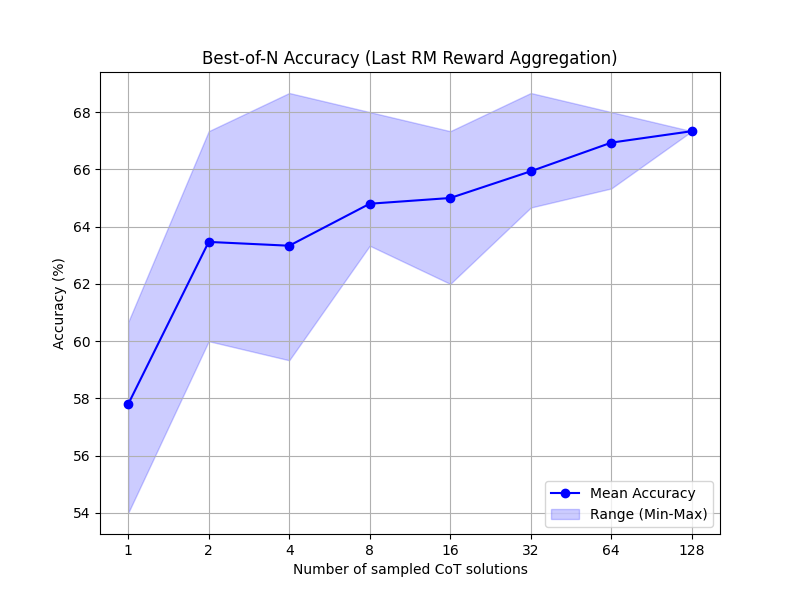 Best-of-N Accuracy (Last RM Reward Aggregation)
Accuracy (%)
68
66
64
62
60
58
56
54
1 2 4 8 16 32 64 128
Number of sampled CoT solutions
Mean Accuracy
Range (Min-Max)